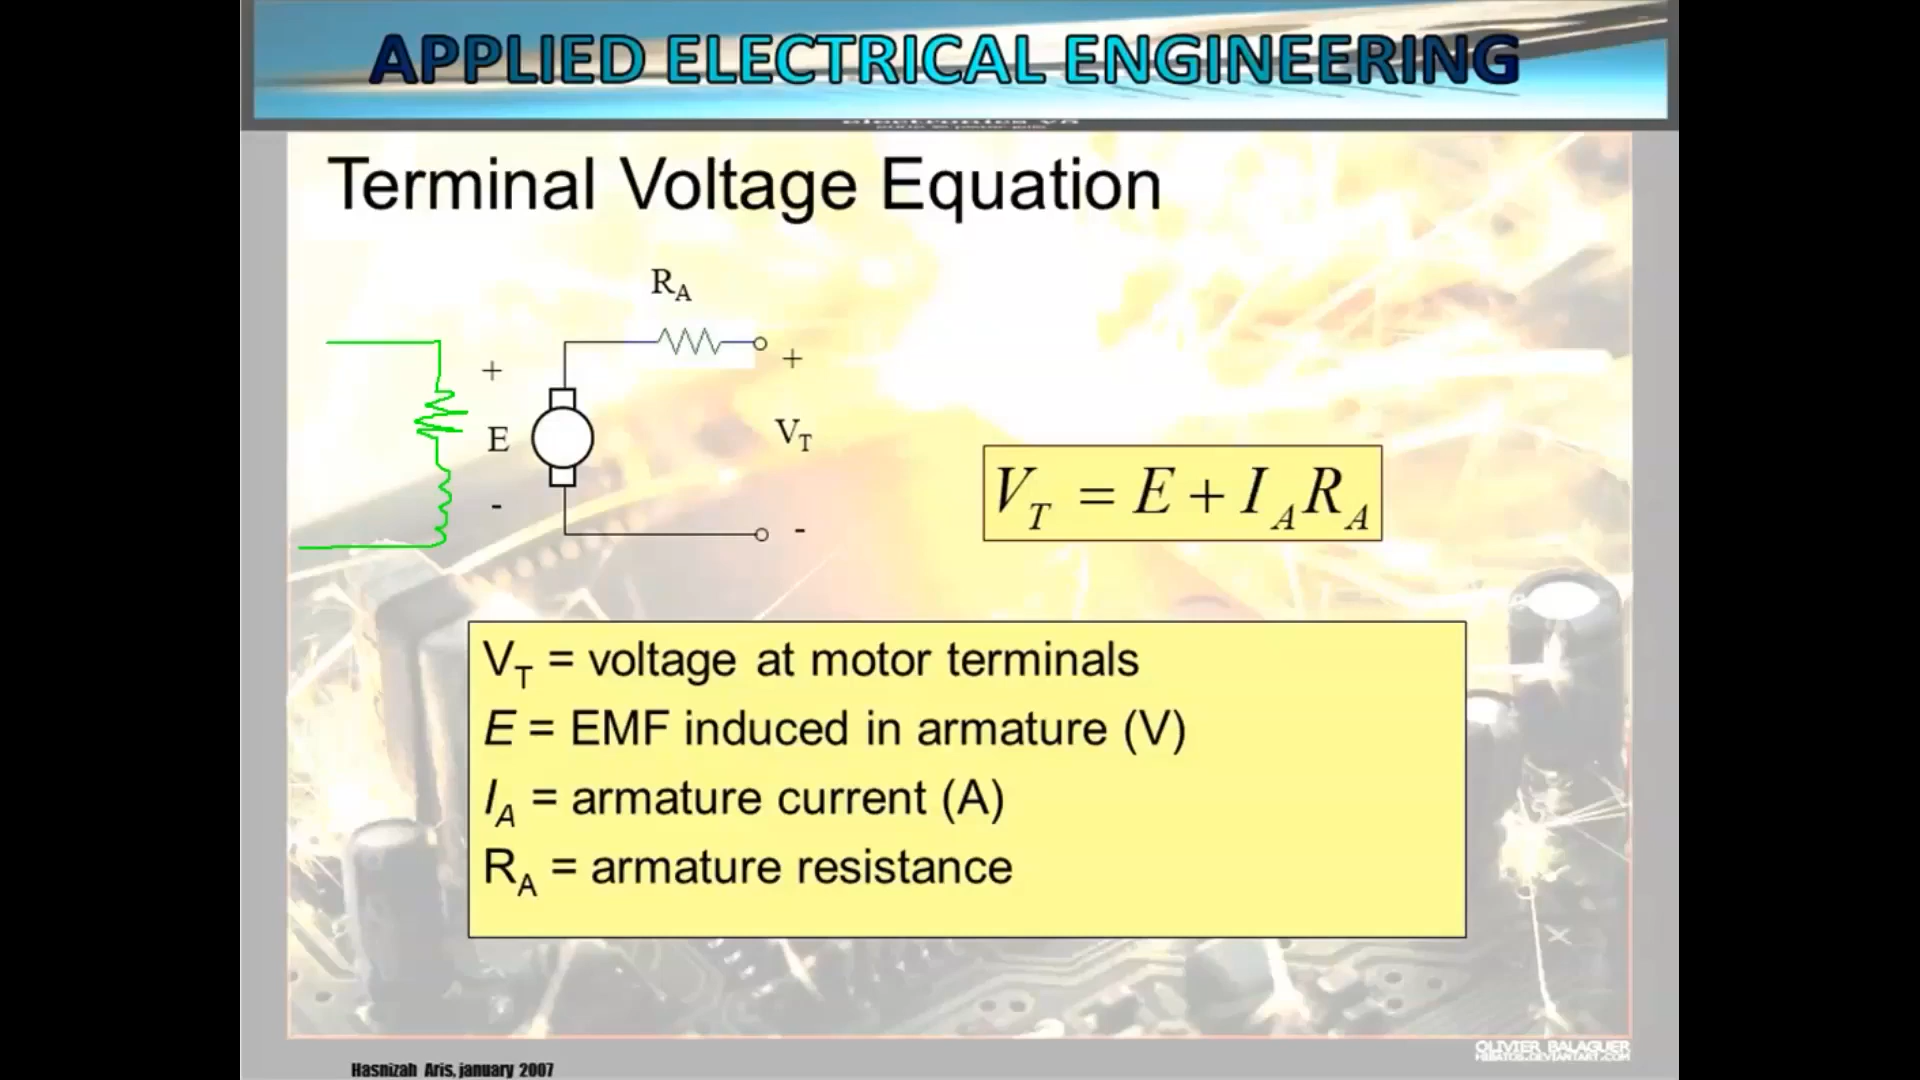 APPLIED ELECTRICAL ENGINEERING
Terminal Voltage Equation
R_A
+
+
E
V_T
-
-
V_T = E + I_A R_A
V_T = voltage at motor terminals
E = EMF induced in armature (V)
I_A = armature current (A)
R_A = armature resistance
OLIVIER BALAGUER
Hasnizah Aris, january 2007